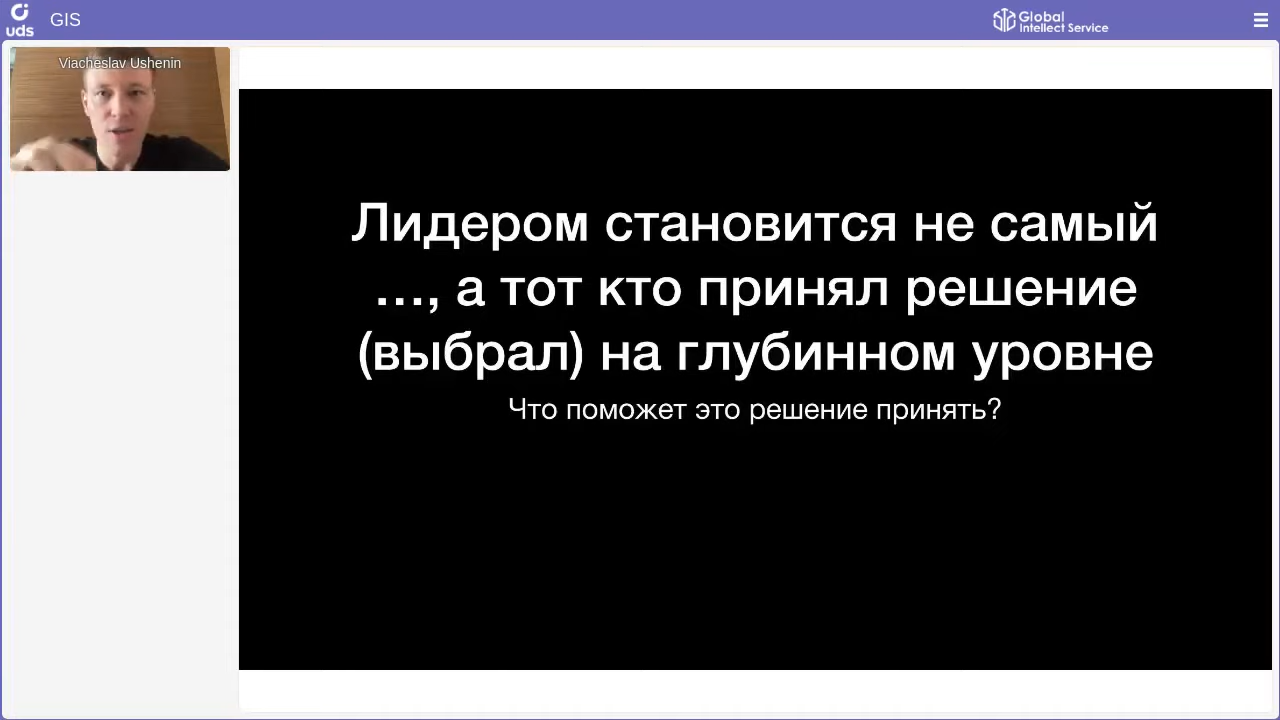 uds
GIS
Global
Intellect Service
Viacheslav Ushenin
Лидером становится не самый
..., а тот кто принял решение
(выбрал) на глубинном уровне
Что поможет это решение принять?